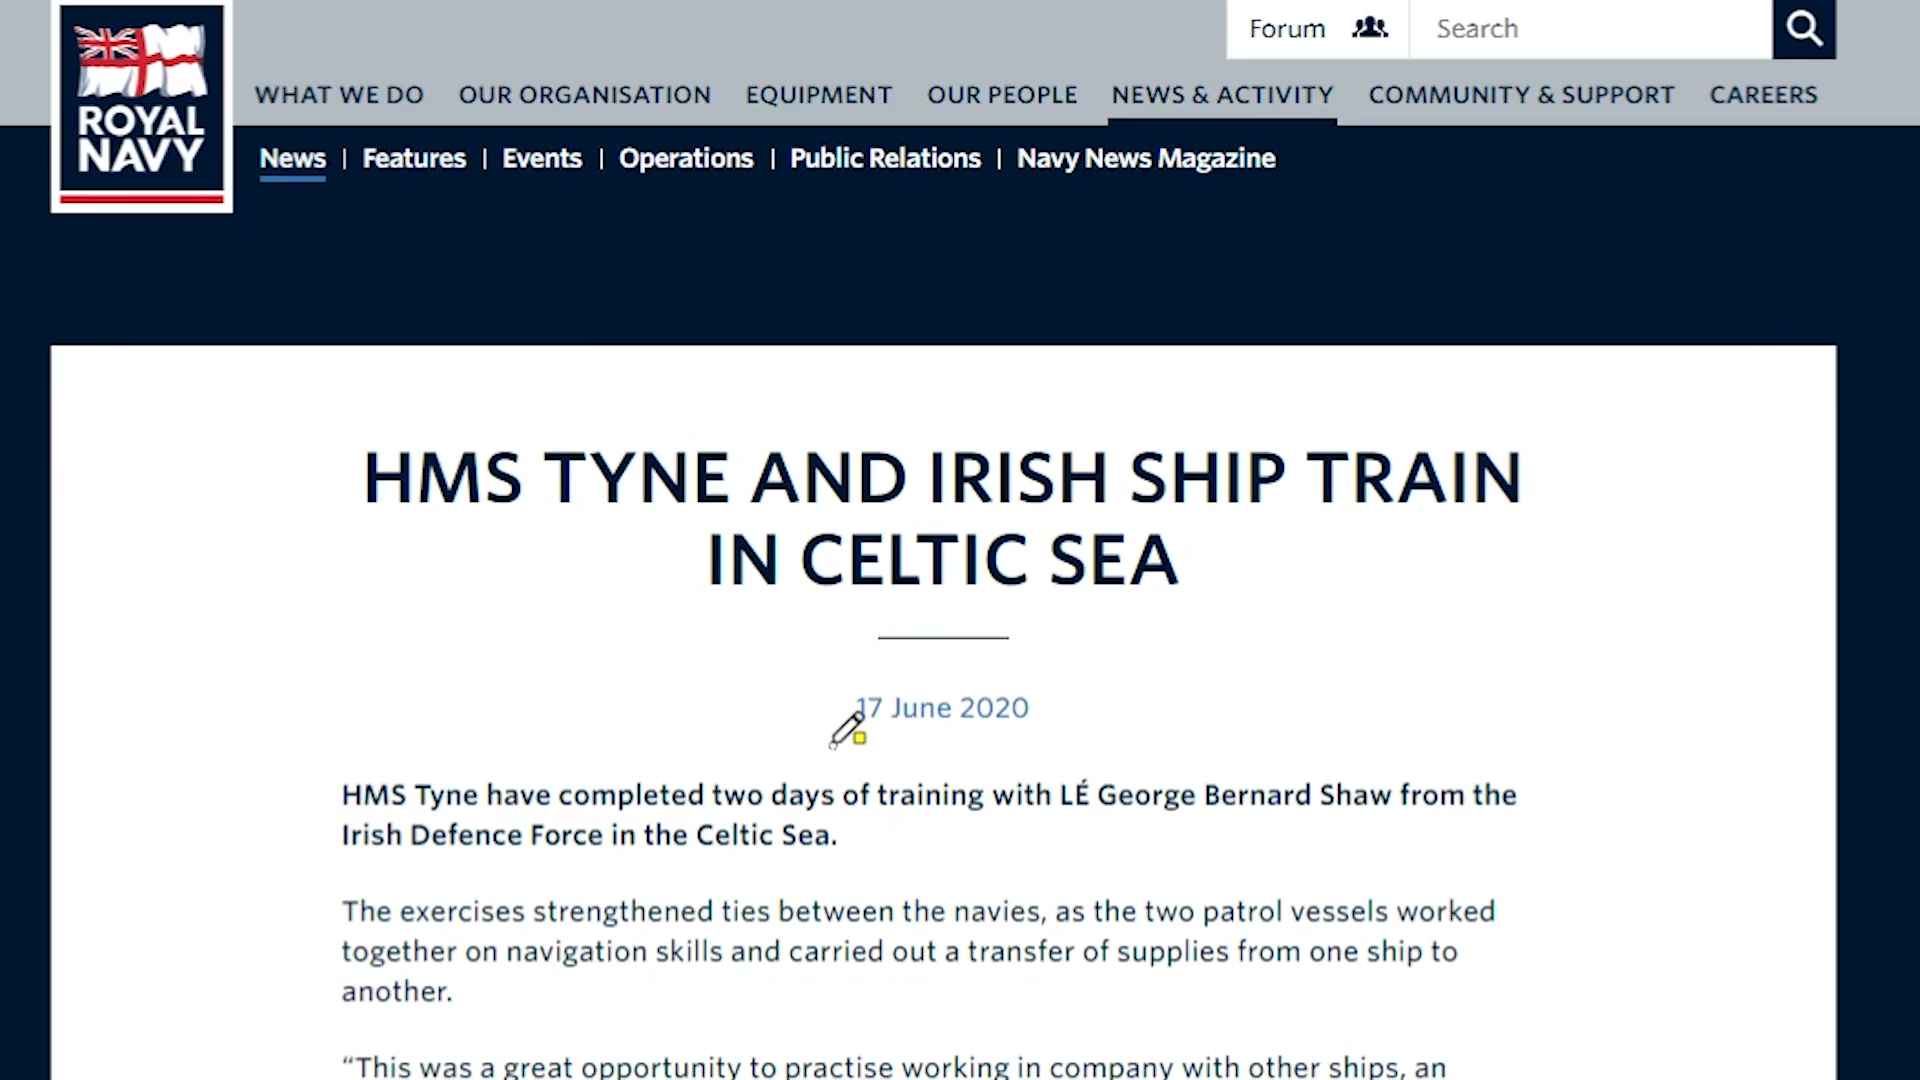 Forum
Search
ROYAL
NAVY
WHAT WE DO OUR ORGANISATION EQUIPMENT OUR PEOPLE NEWS & ACTIVITY COMMUNITY & SUPPORT CAREERS
News | Features | Events | Operations | Public Relations | Navy News Magazine
HMS TYNE AND IRISH SHIP TRAIN
IN CELTIC SEA
17 June 2020
HMS Tyne have completed two days of training with LÉ George Bernard Shaw from the
Irish Defence Force in the Celtic Sea.
The exercises strengthened ties between the navies, as the two patrol vessels worked
together on navigation skills and carried out a transfer of supplies from one ship to
another.
“This was a great opportunity to practise working in company with other ships, an